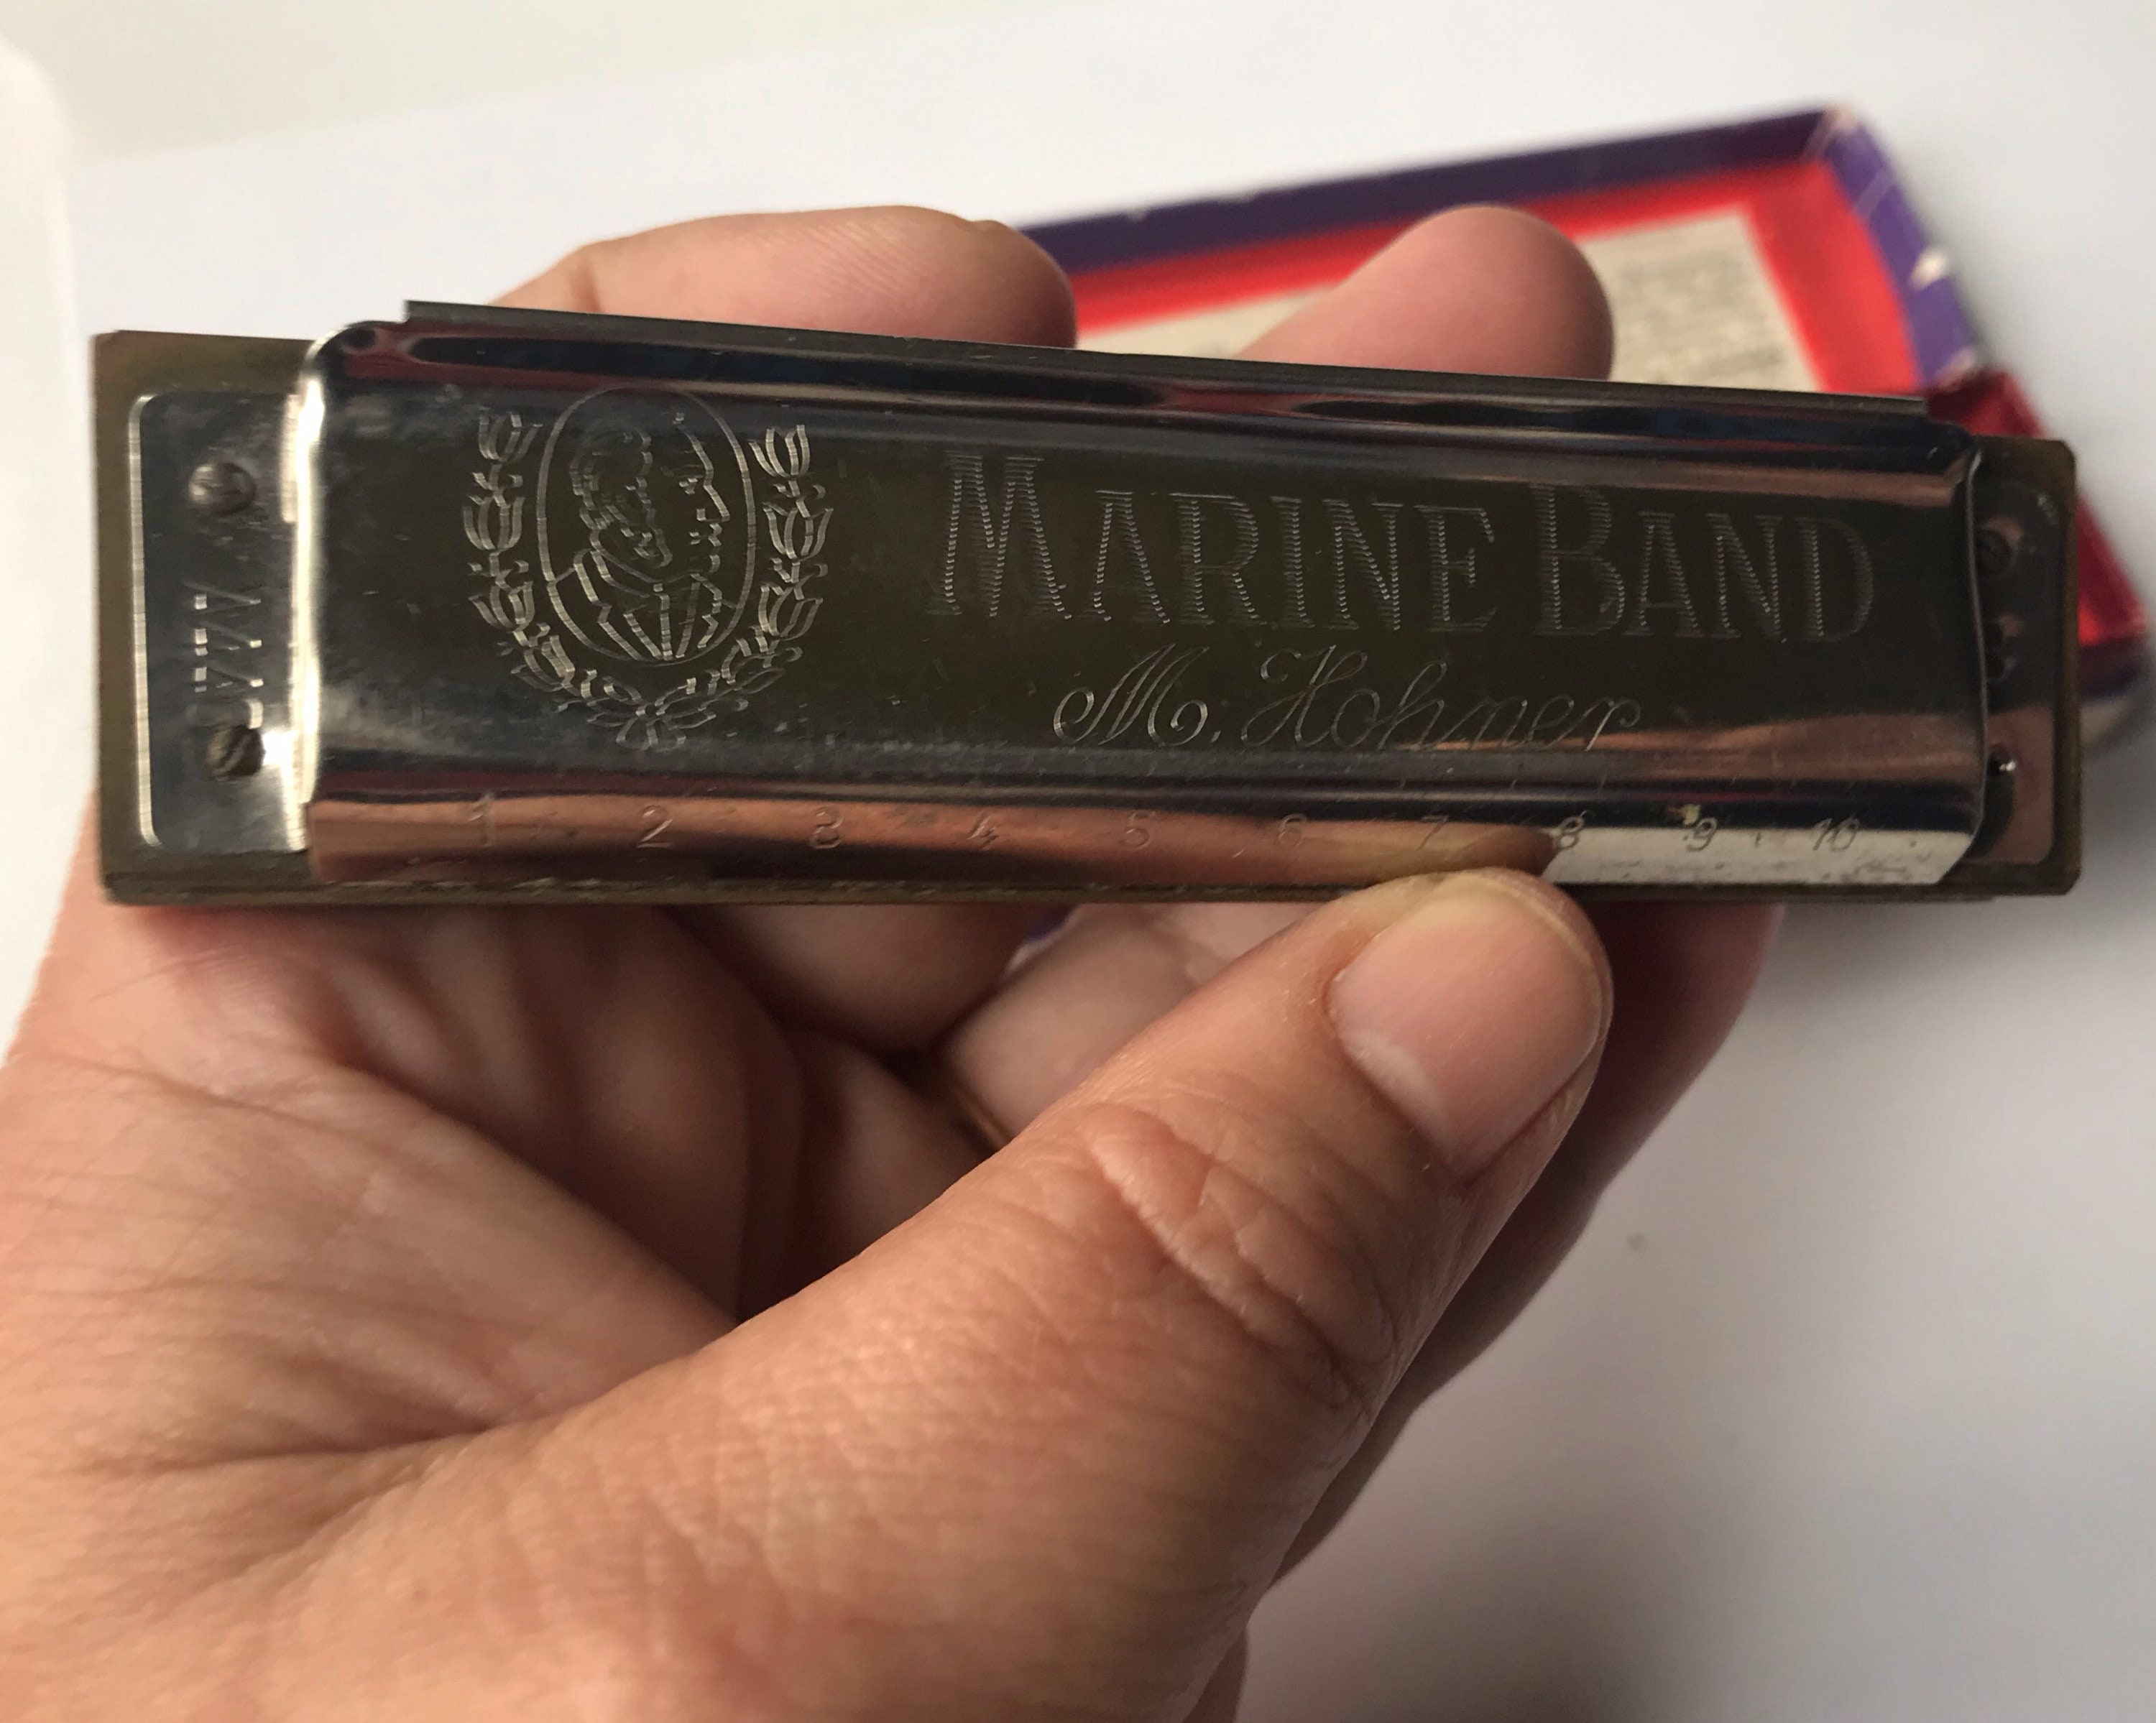 MARINE BAND
M. Hohner
1 2 3 4 5 6 7 8 9 10